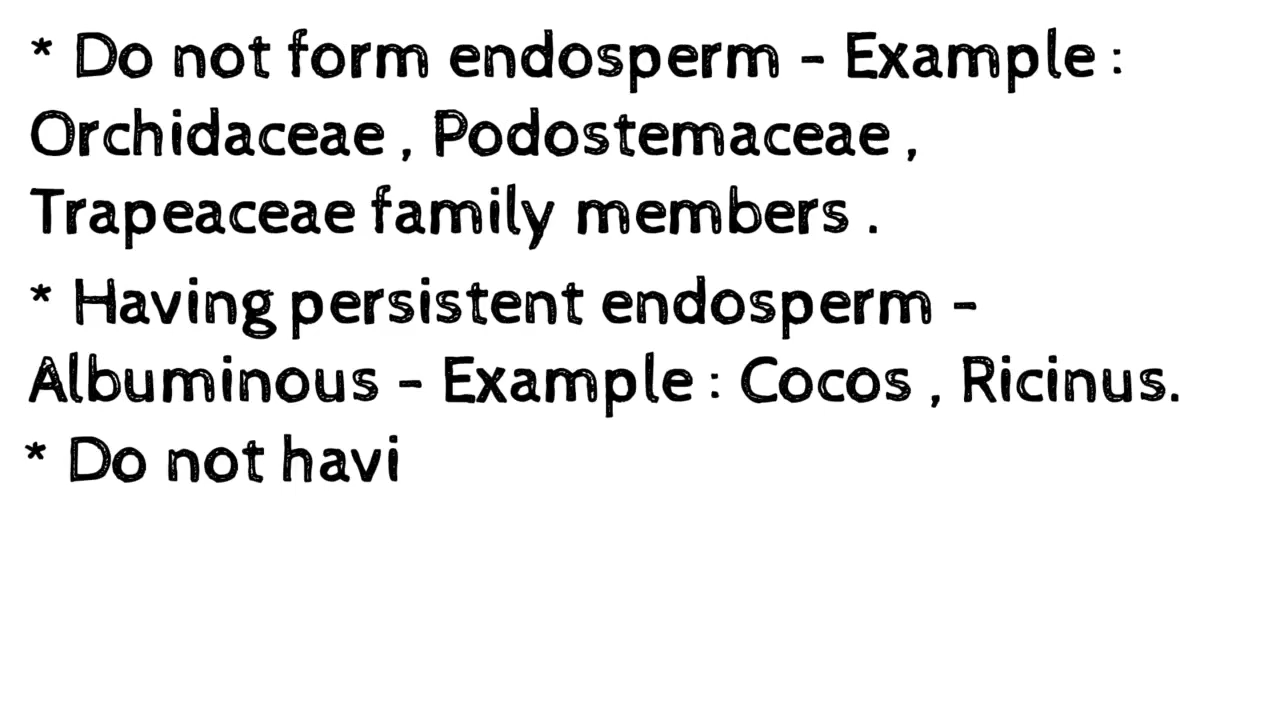 * Do not form endosperm - Example :
Orchidaceae , Podostemaceae ,
Trapeaceae family members .
* Having persistent endosperm -
Albuminous - Example : Cocos , Ricinus.
* Do not havi